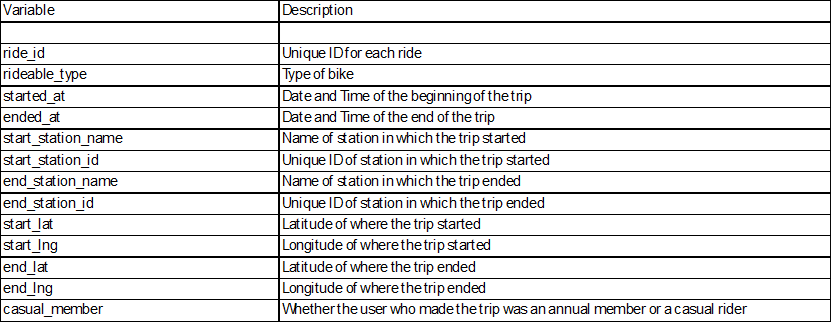 Variable Description
ride_id Unique ID for each ride
rideable_type Type of bike
started_at Date and Time of the beginning of the trip
ended_at Date and Time of the end of the trip
start_station_name Name of station in which the trip started
start_station_id Unique ID of station in which the trip started
end_station_name Name of station in which the trip ended
end_station_id Unique ID of station in which the trip ended
start_lat Latitude of where the trip started
start_lng Longitude of where the trip started
end_lat Latitude of where the trip ended
end_lng Longitude of where the trip ended
casual_member Whether the user who made the trip was an annual member or a casual rider